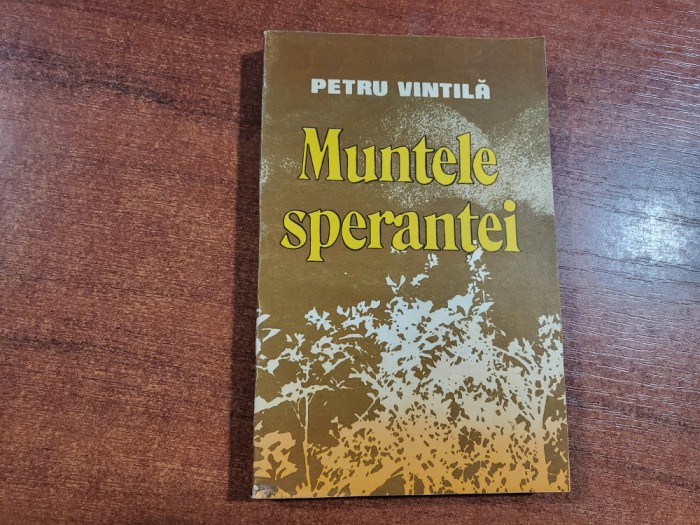 PETRU VINTILĂ
Muntele
sperantei